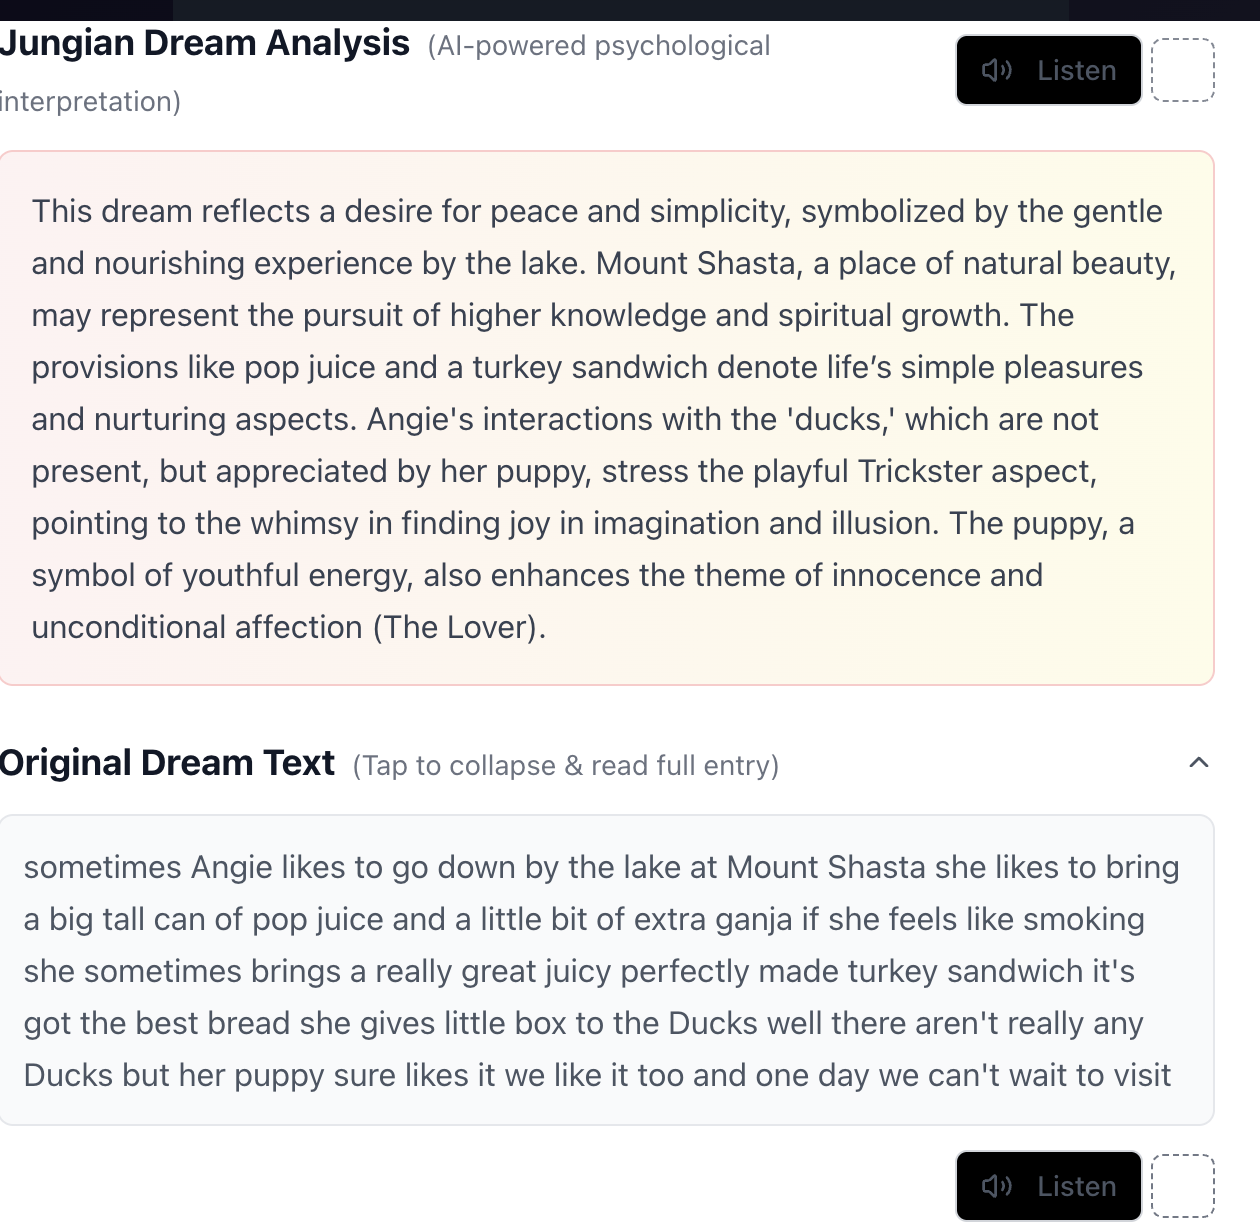 Jungian Dream Analysis (AI-powered psychological
interpretation)
Listen
This dream reflects a desire for peace and simplicity, symbolized by the gentle
and nourishing experience by the lake. Mount Shasta, a place of natural beauty,
may represent the pursuit of higher knowledge and spiritual growth. The
provisions like pop juice and a turkey sandwich denote life’s simple pleasures
and nurturing aspects. Angie's interactions with the 'ducks,' which are not
present, but appreciated by her puppy, stress the playful Trickster aspect,
pointing to the whimsy in finding joy in imagination and illusion. The puppy, a
symbol of youthful energy, also enhances the theme of innocence and
unconditional affection (The Lover).
Original Dream Text (Tap to collapse & read full entry)
sometimes Angie likes to go down by the lake at Mount Shasta she likes to bring
a big tall can of pop juice and a little bit of extra ganja if she feels like smoking
she sometimes brings a really great juicy perfectly made turkey sandwich it's
got the best bread she gives little box to the Ducks well there aren't really any
Ducks but her puppy sure likes it we like it too and one day we can't wait to visit
Listen